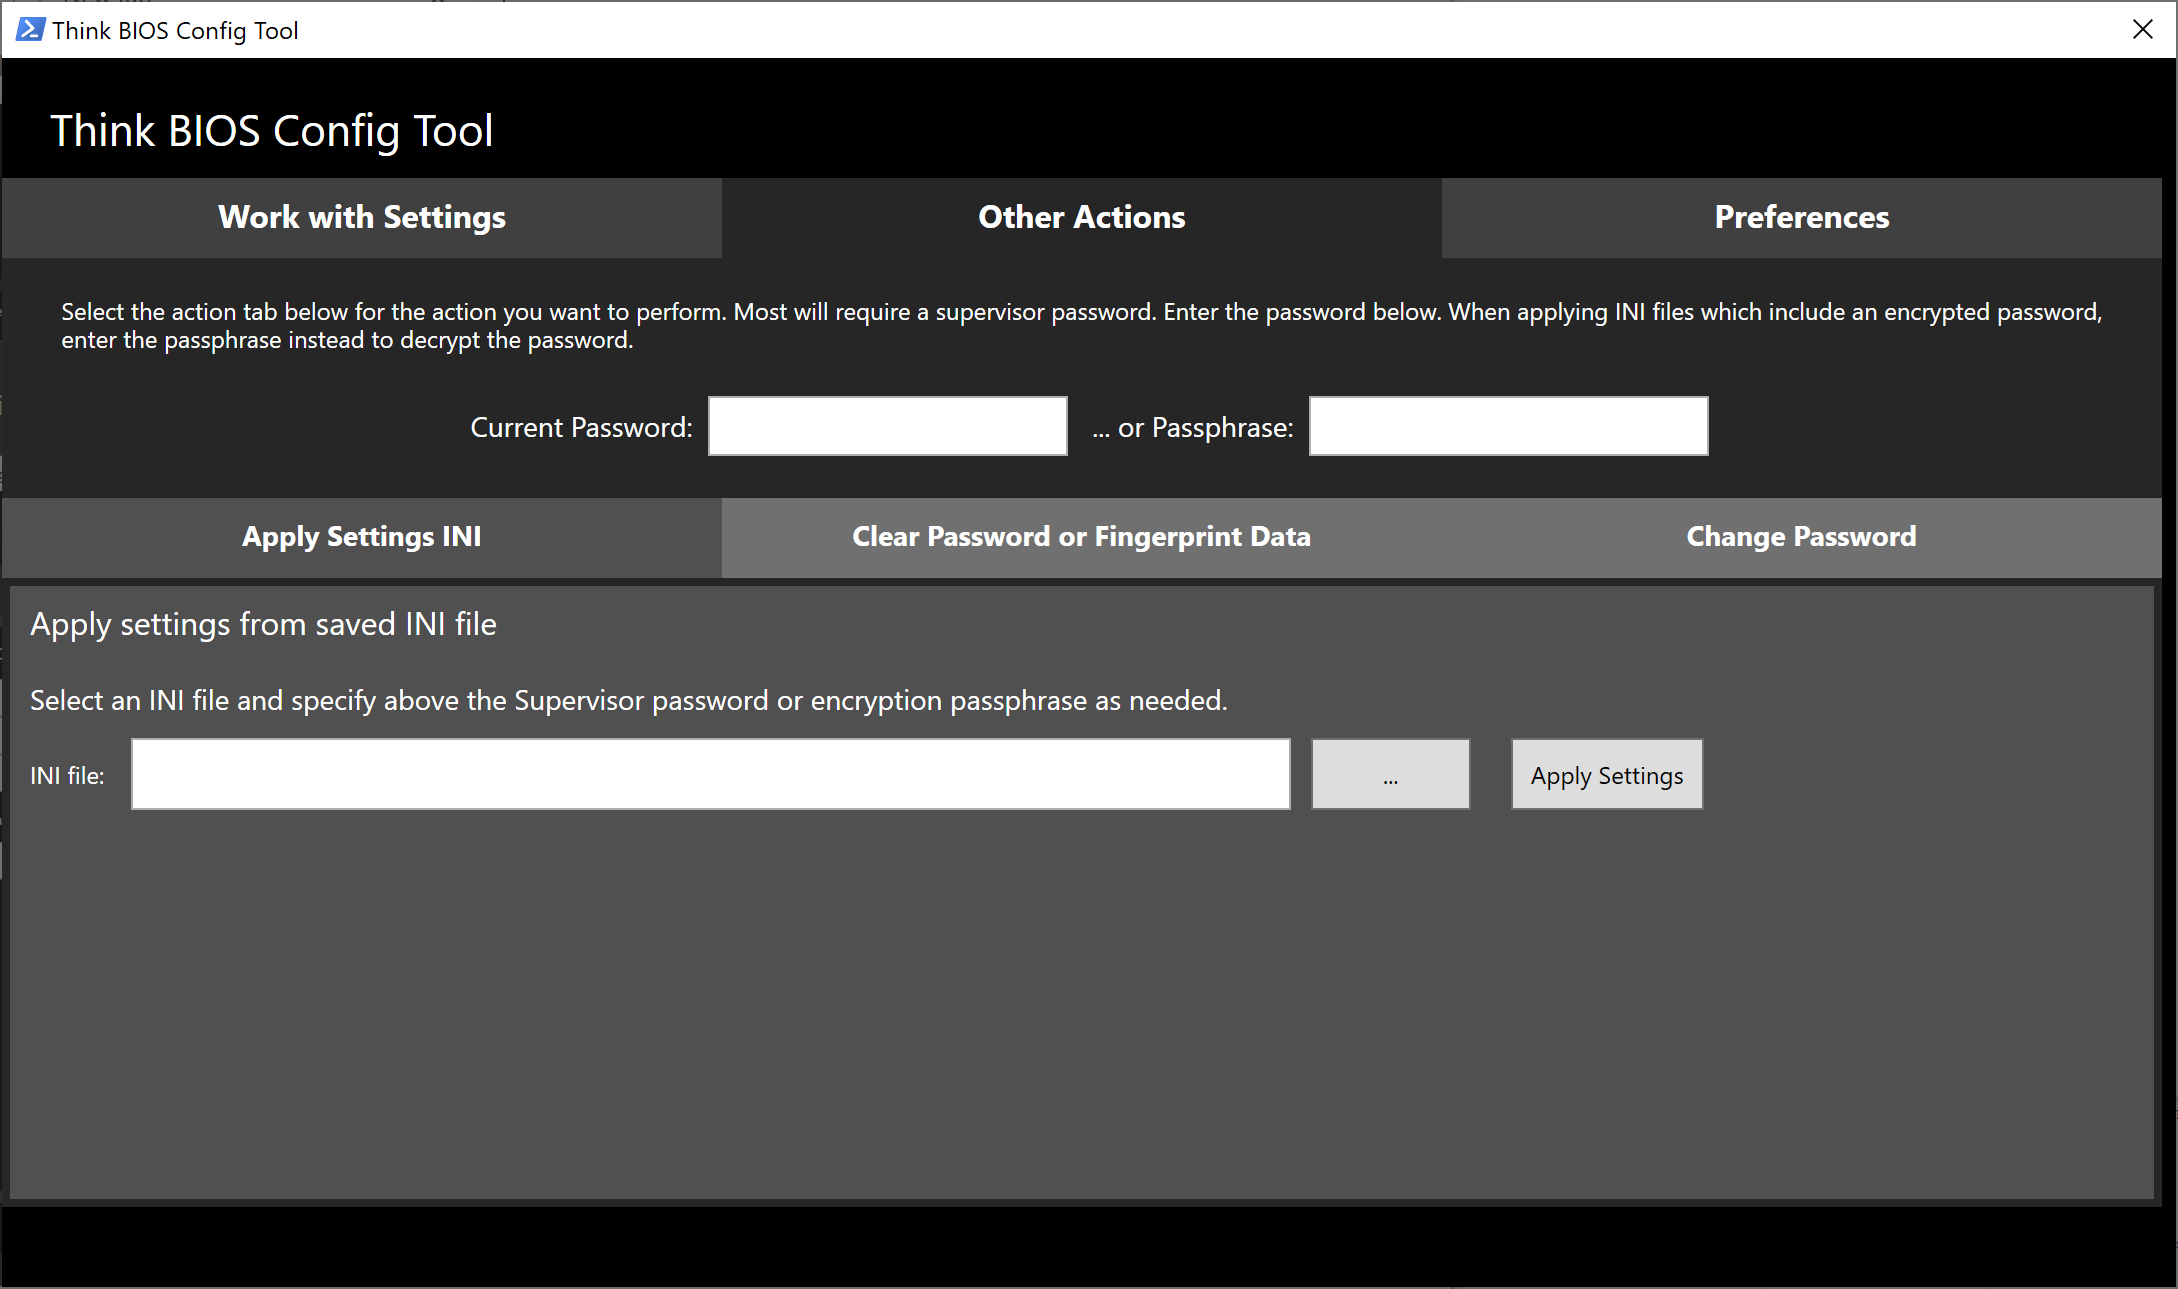 Think BIOS Config Tool
Think BIOS Config Tool
Work with Settings
Other Actions
Preferences
Select the action tab below for the action you want to perform. Most will require a supervisor password. Enter the password below. When applying INI files which include an encrypted password,
enter the passphrase instead to decrypt the password.
Current Password:
... or Passphrase:
Apply Settings INI
Clear Password or Fingerprint Data
Change Password
Apply settings from saved INI file
Select an INI file and specify above the Supervisor password or encryption passphrase as needed.
INI file:
...
Apply Settings